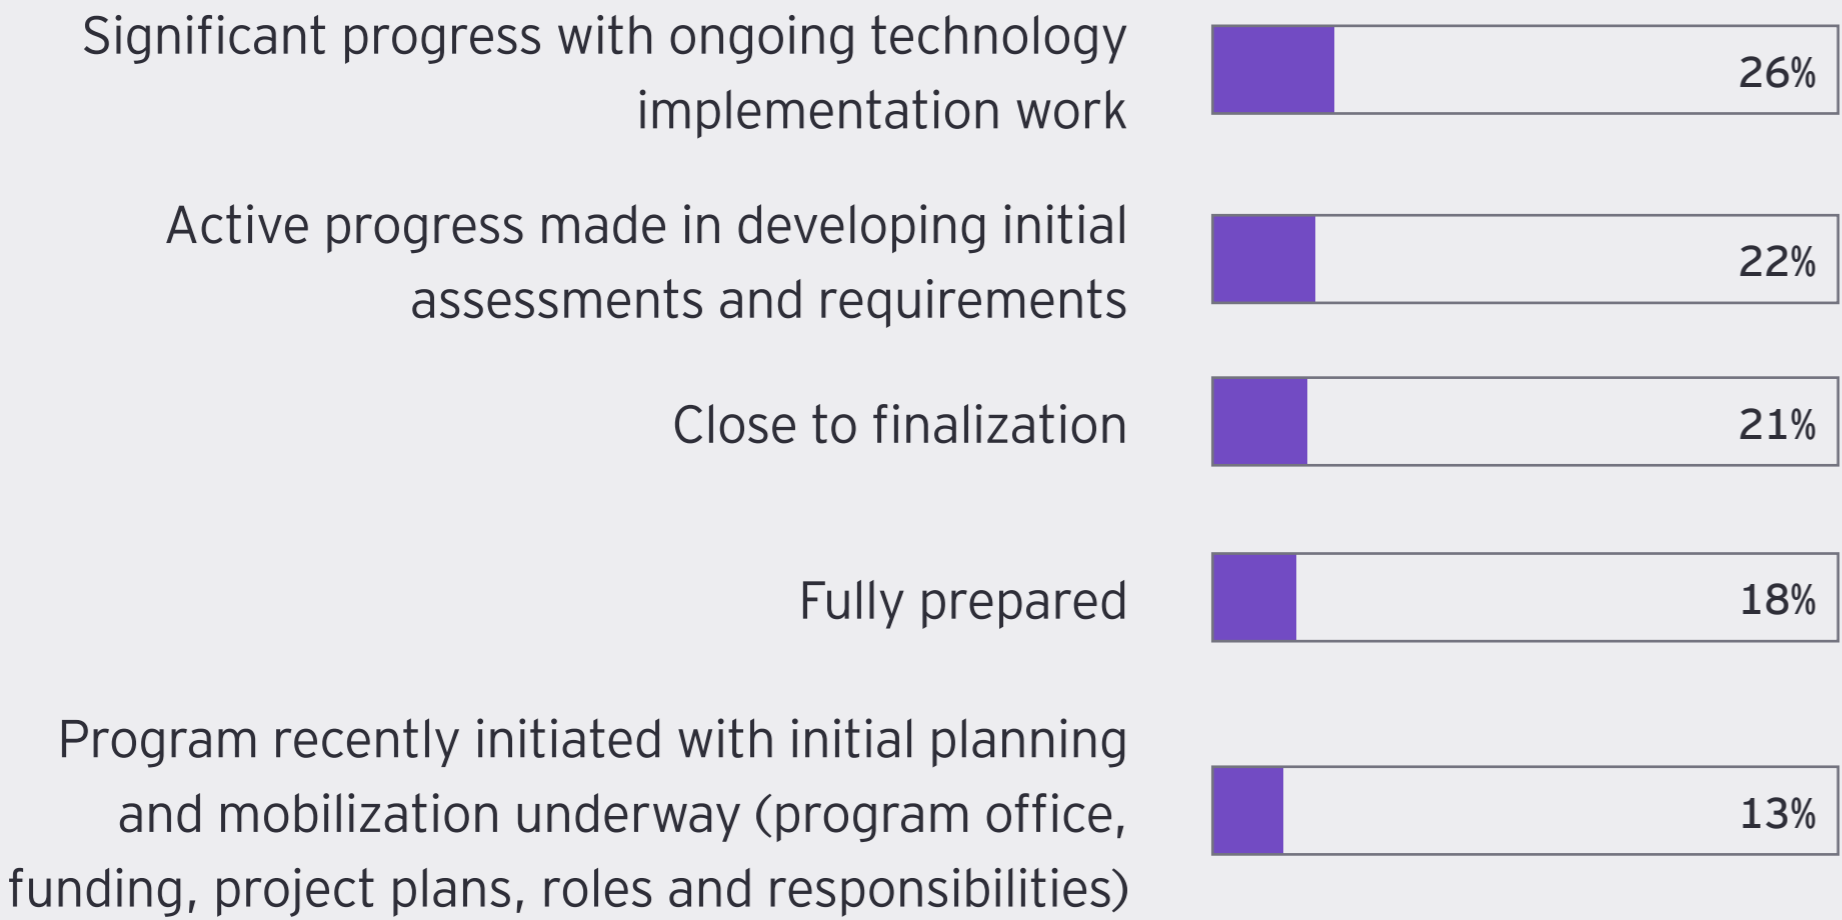 Significant progress with ongoing technology
implementation work
26%
Active progress made in developing initial
assessments and requirements
22%
Close to finalization
21%
Fully prepared
18%
Program recently initiated with initial planning
and mobilization underway (program office,
funding, project plans, roles and responsibilities)
13%